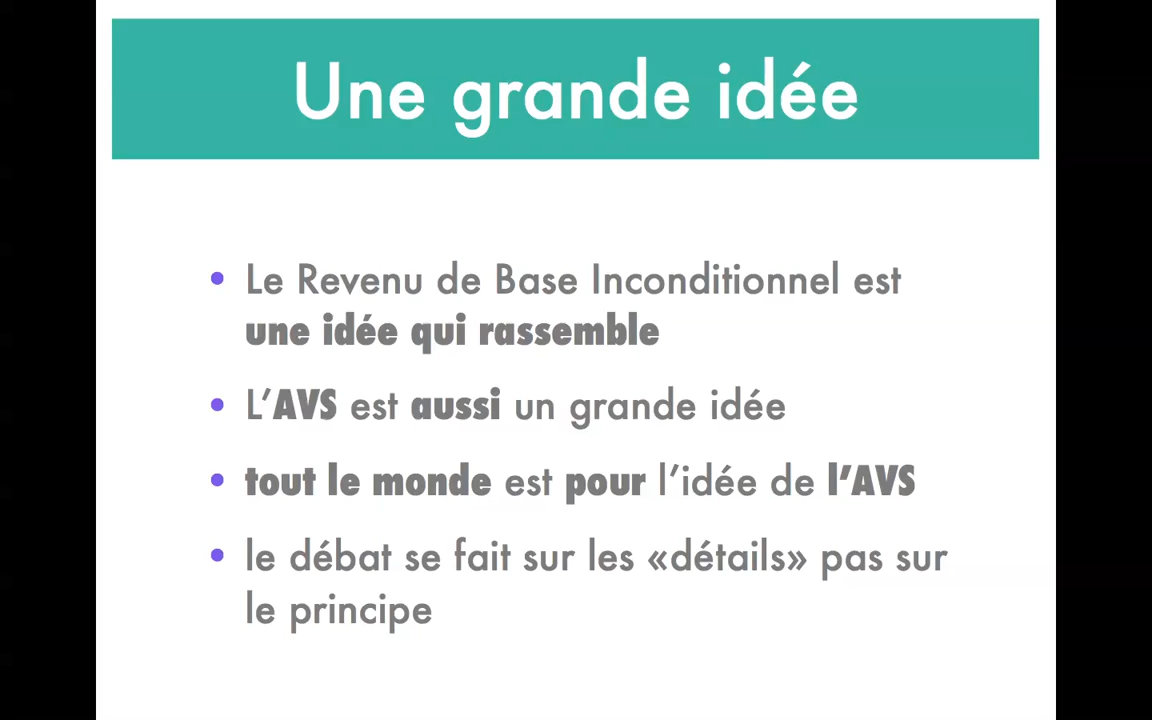 Une grande idée
• Le Revenu de Base Inconditionnel est
une idée qui rassemble
• L’AVS est aussi un grande idée
• tout le monde est pour l’idée de l’AVS
• le débat se fait sur les «détails» pas sur
le principe